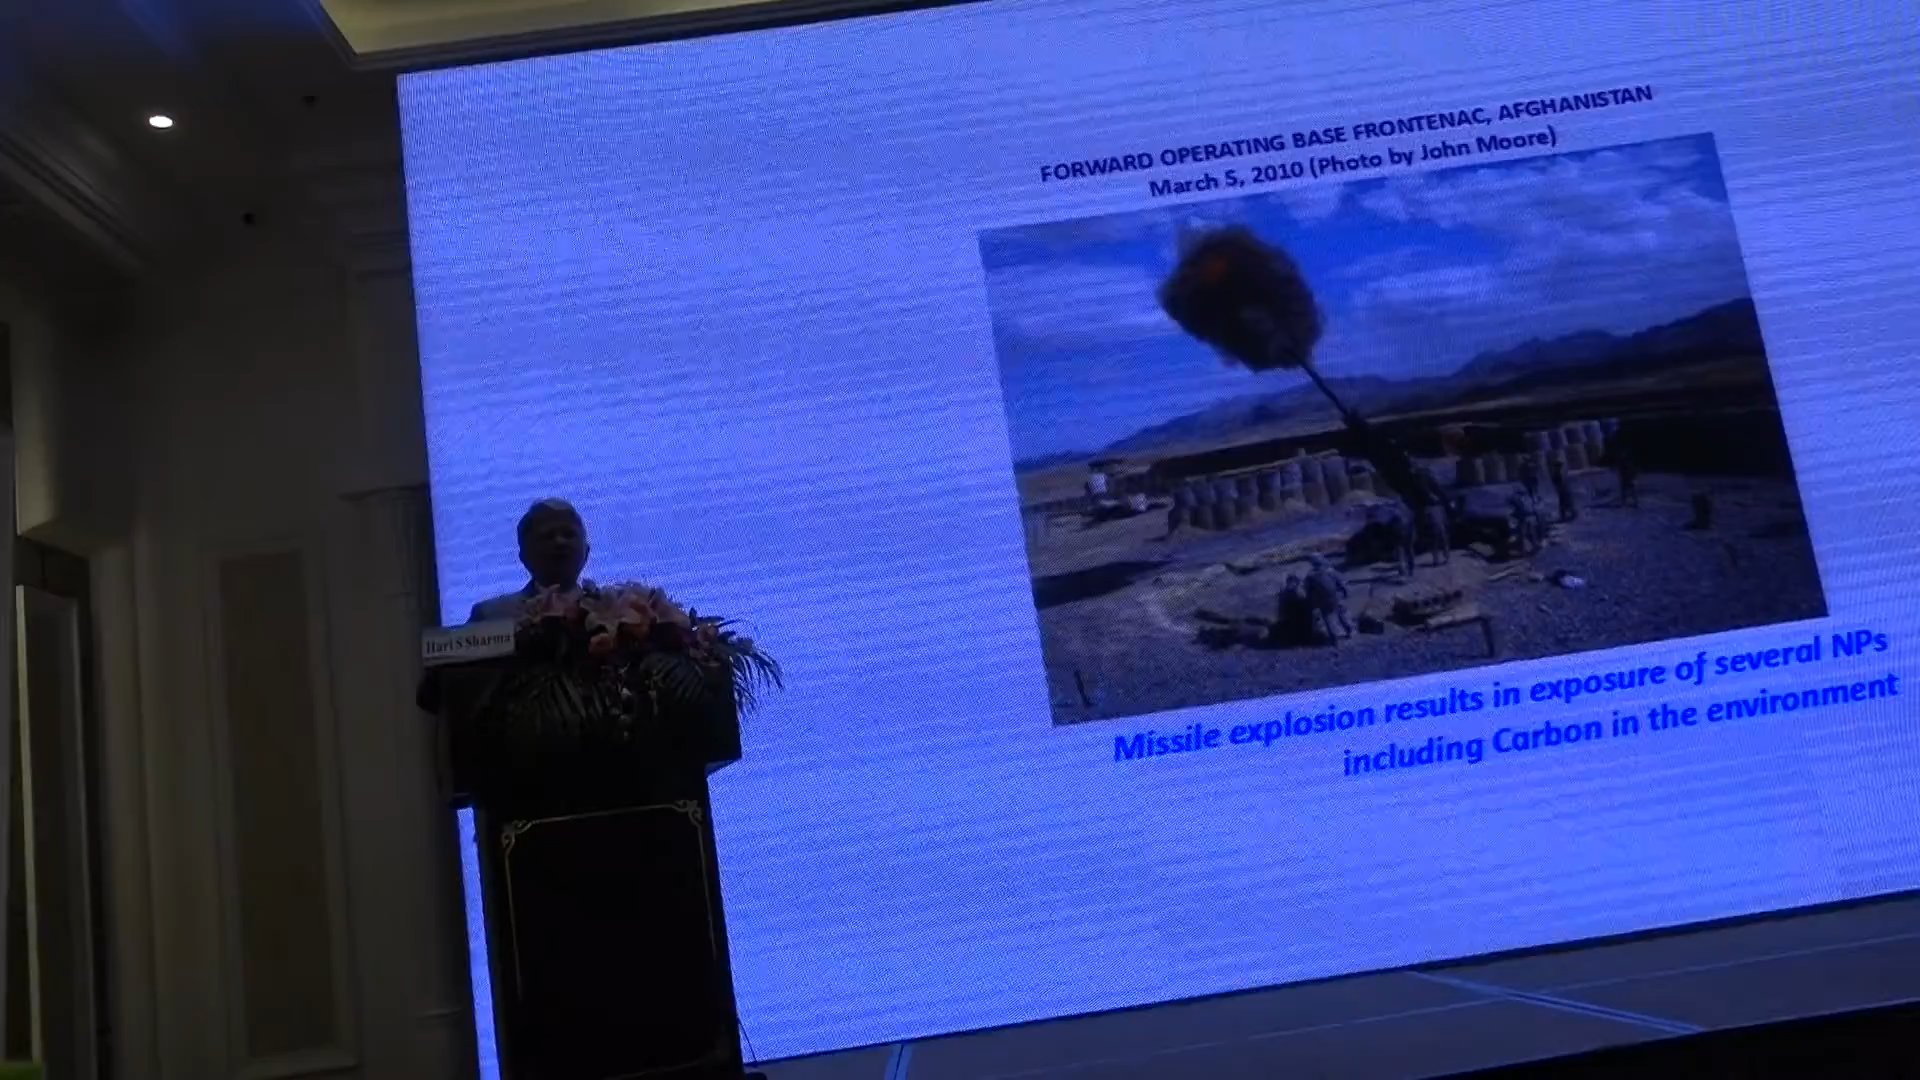 FORWARD OPERATING BASE FRONTENAC, AFGHANISTAN
March 5, 2010 (Photo by John Moore)
Hari S Sharma
Missile explosion results in exposure of several NPs
including Carbon in the environment